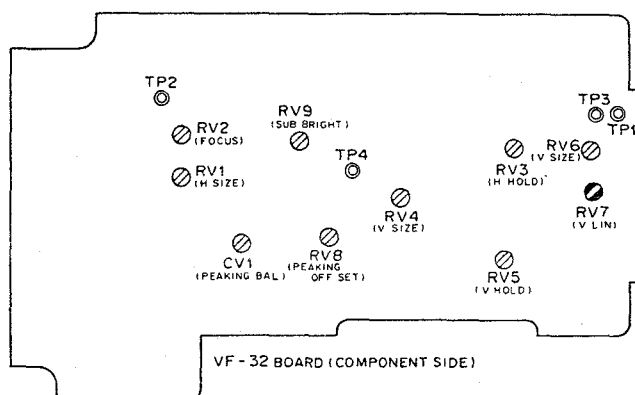 TP2
RV2
(FOCUS)
RV1
(H SIZE)
RV9
(SUB BRIGHT)
TP4
TP3
TP1
RV6
(V SIZE)
RV3
(H HOLD)
RV7
(V LIN)
RV4
(V SIZE)
CV1
(PEAKING BAL)
RV8
(PEAKING
OFF SET)
RV5
(V HOLD)
VF-32 BOARD (COMPONENT SIDE)